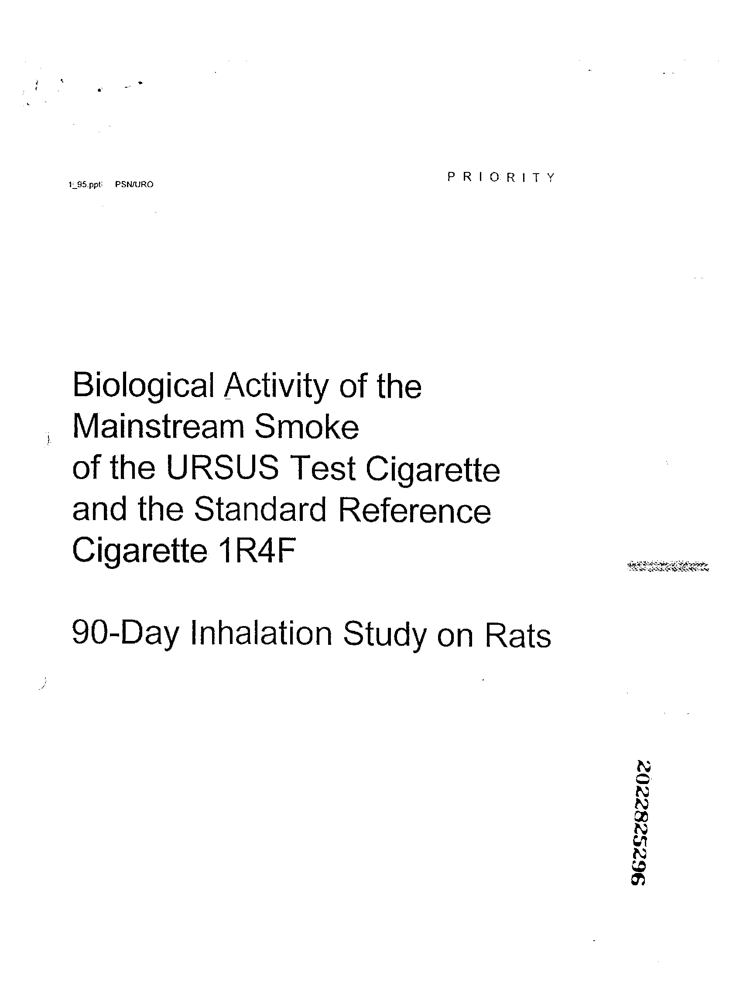 1_95.ppt PSN/URO
PRIORITY
Biological Activity of the
Mainstream Smoke
of the URSUS Test Cigarette
and the Standard Reference
Cigarette 1R4F
90-Day Inhalation Study on Rats
2022825296